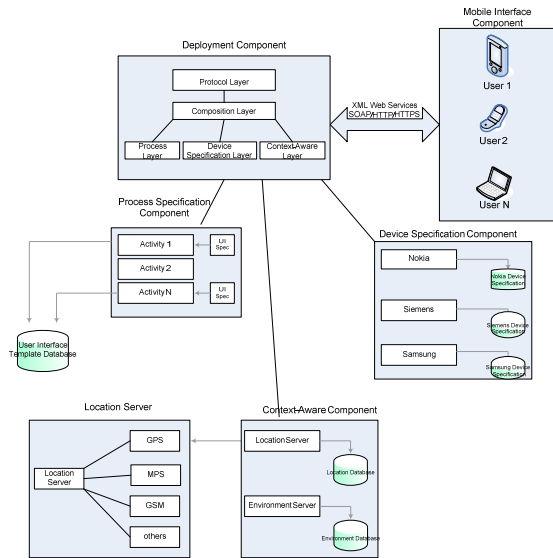 Mobile Interface
Component
Deployment Component
Protocol Layer
Composition Layer
Process
Layer
Device
Specification Layer
Context-Aware
Layer
XML Web Services
SOAP/HTTP/HTTPS
User 1
User2
User N
Process Specification
Component
Activity 1
UI
Spec
Activity 2
Activity N
UI
Spec
User Interface
Template Database
Device Specification Component
Nokia
Nokia Device
Specification
Siemens
Siemens Device
Specification
Samsung
Samsung Device
Specification
Location Server
GPS
Location
Server
MPS
GSM
others
Context-Aware Component
LocationServer
Location Database
EnvironmentServer
Environment Database